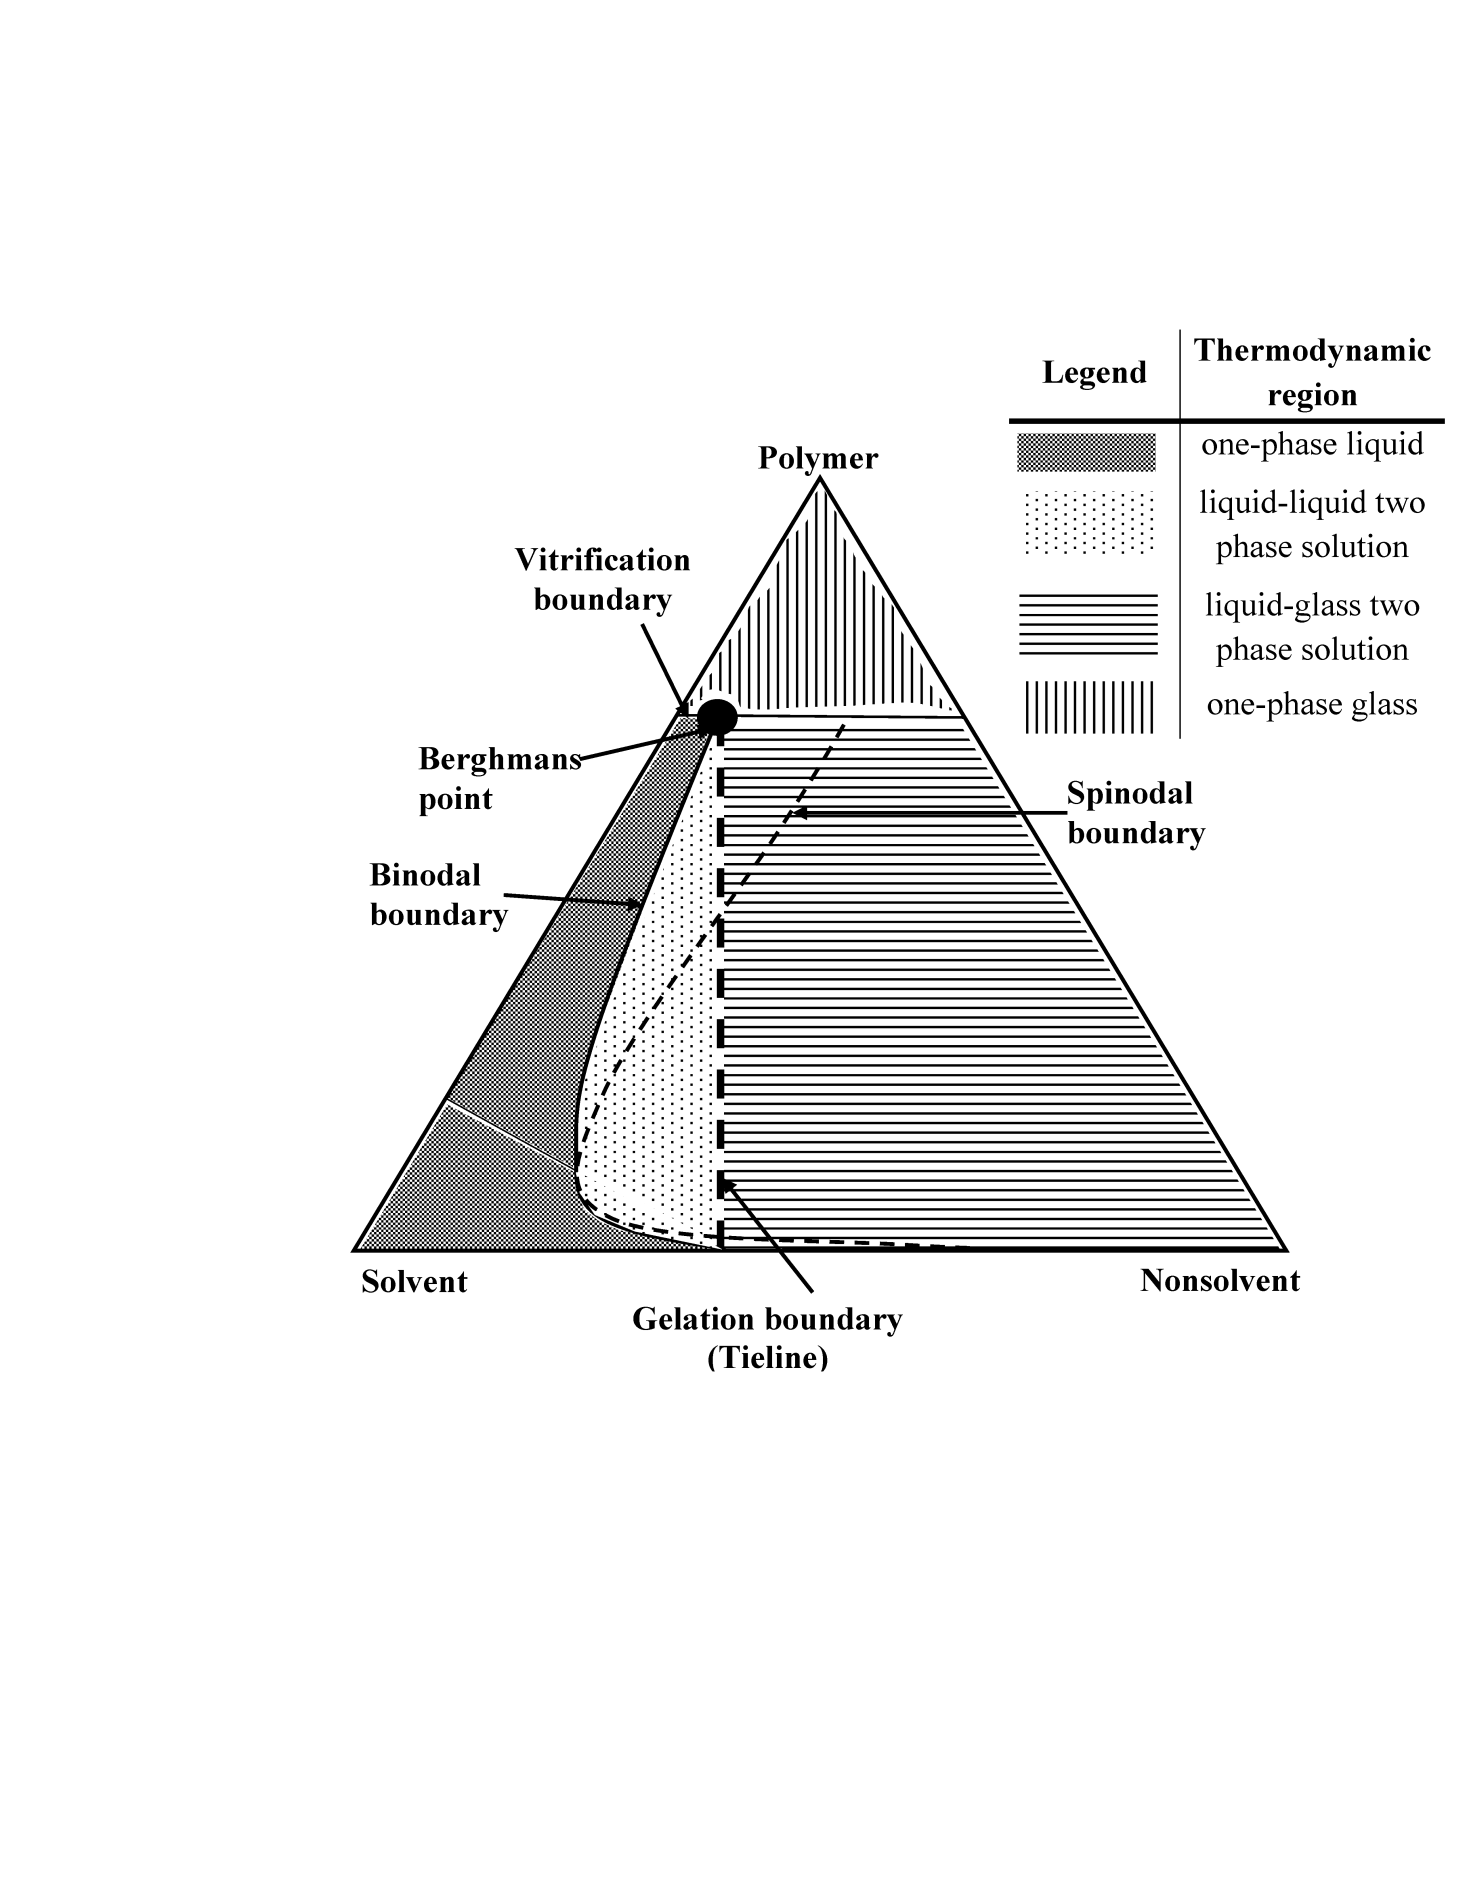 Legend
Thermodynamic
region
one-phase liquid
liquid-liquid two
phase solution
liquid-glass two
phase solution
one-phase glass
Polymer
Vitrification
boundary
Berghmans
point
Spinodal
boundary
Binodal
boundary
Solvent
Nonsolvent
Gelation boundary
(Tieline)